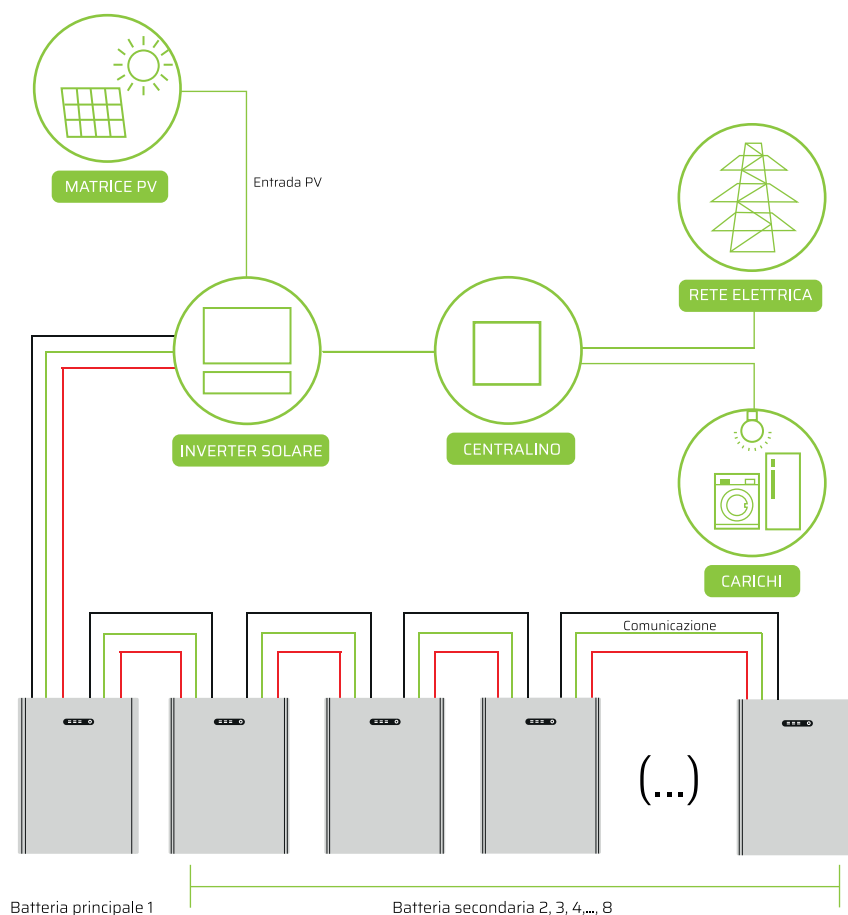 MATRICE PV
Entrada PV
RETE ELETTRICA
INVERTER SOLARE
CENTRALINO
CARICHI
Comunicazione
(...)
Batteria principale 1
Batteria secondaria 2, 3, 4,..., 8